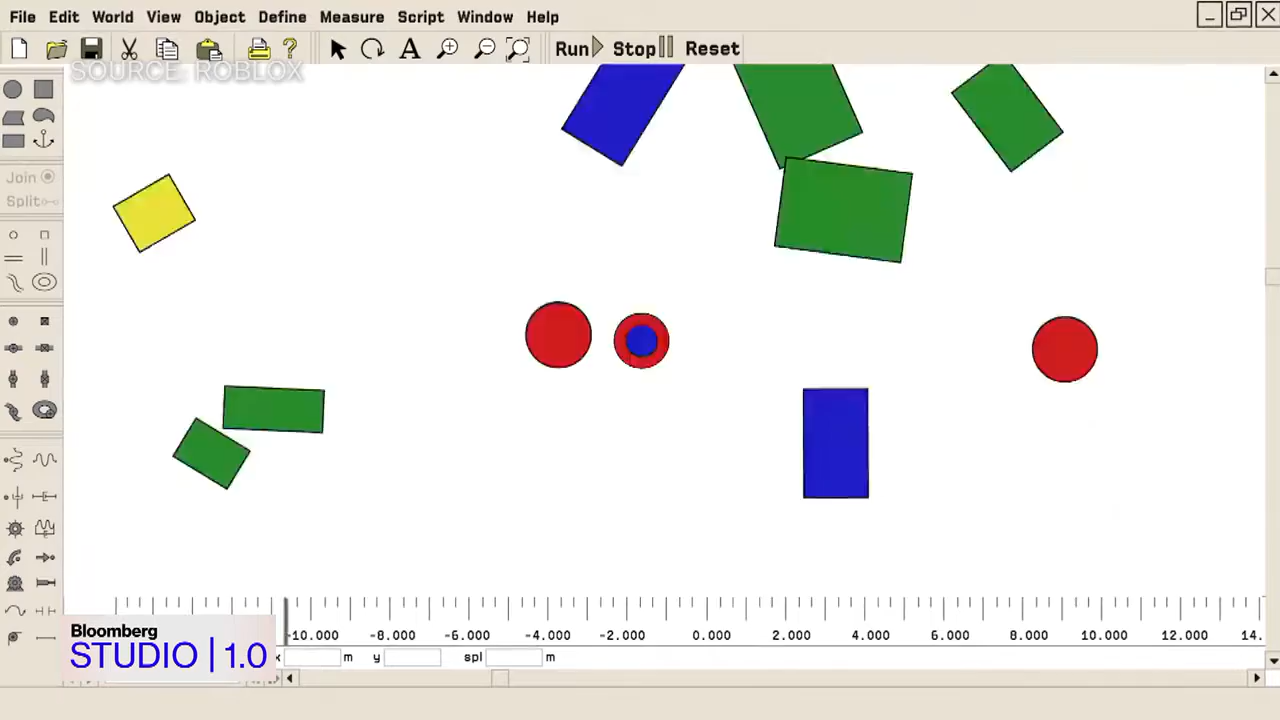 File Edit World View Object Define Measure Script Window Help
Run Stop Reset
SOURCE: ROBLOX
Join
Split
-10.000 -8.000 -6.000 -4.000 -2.000 0.000 2.000 4.000 6.000 8.000 10.000 12.000 14.
x m y spl m
Bloomberg
STUDIO | 1.0